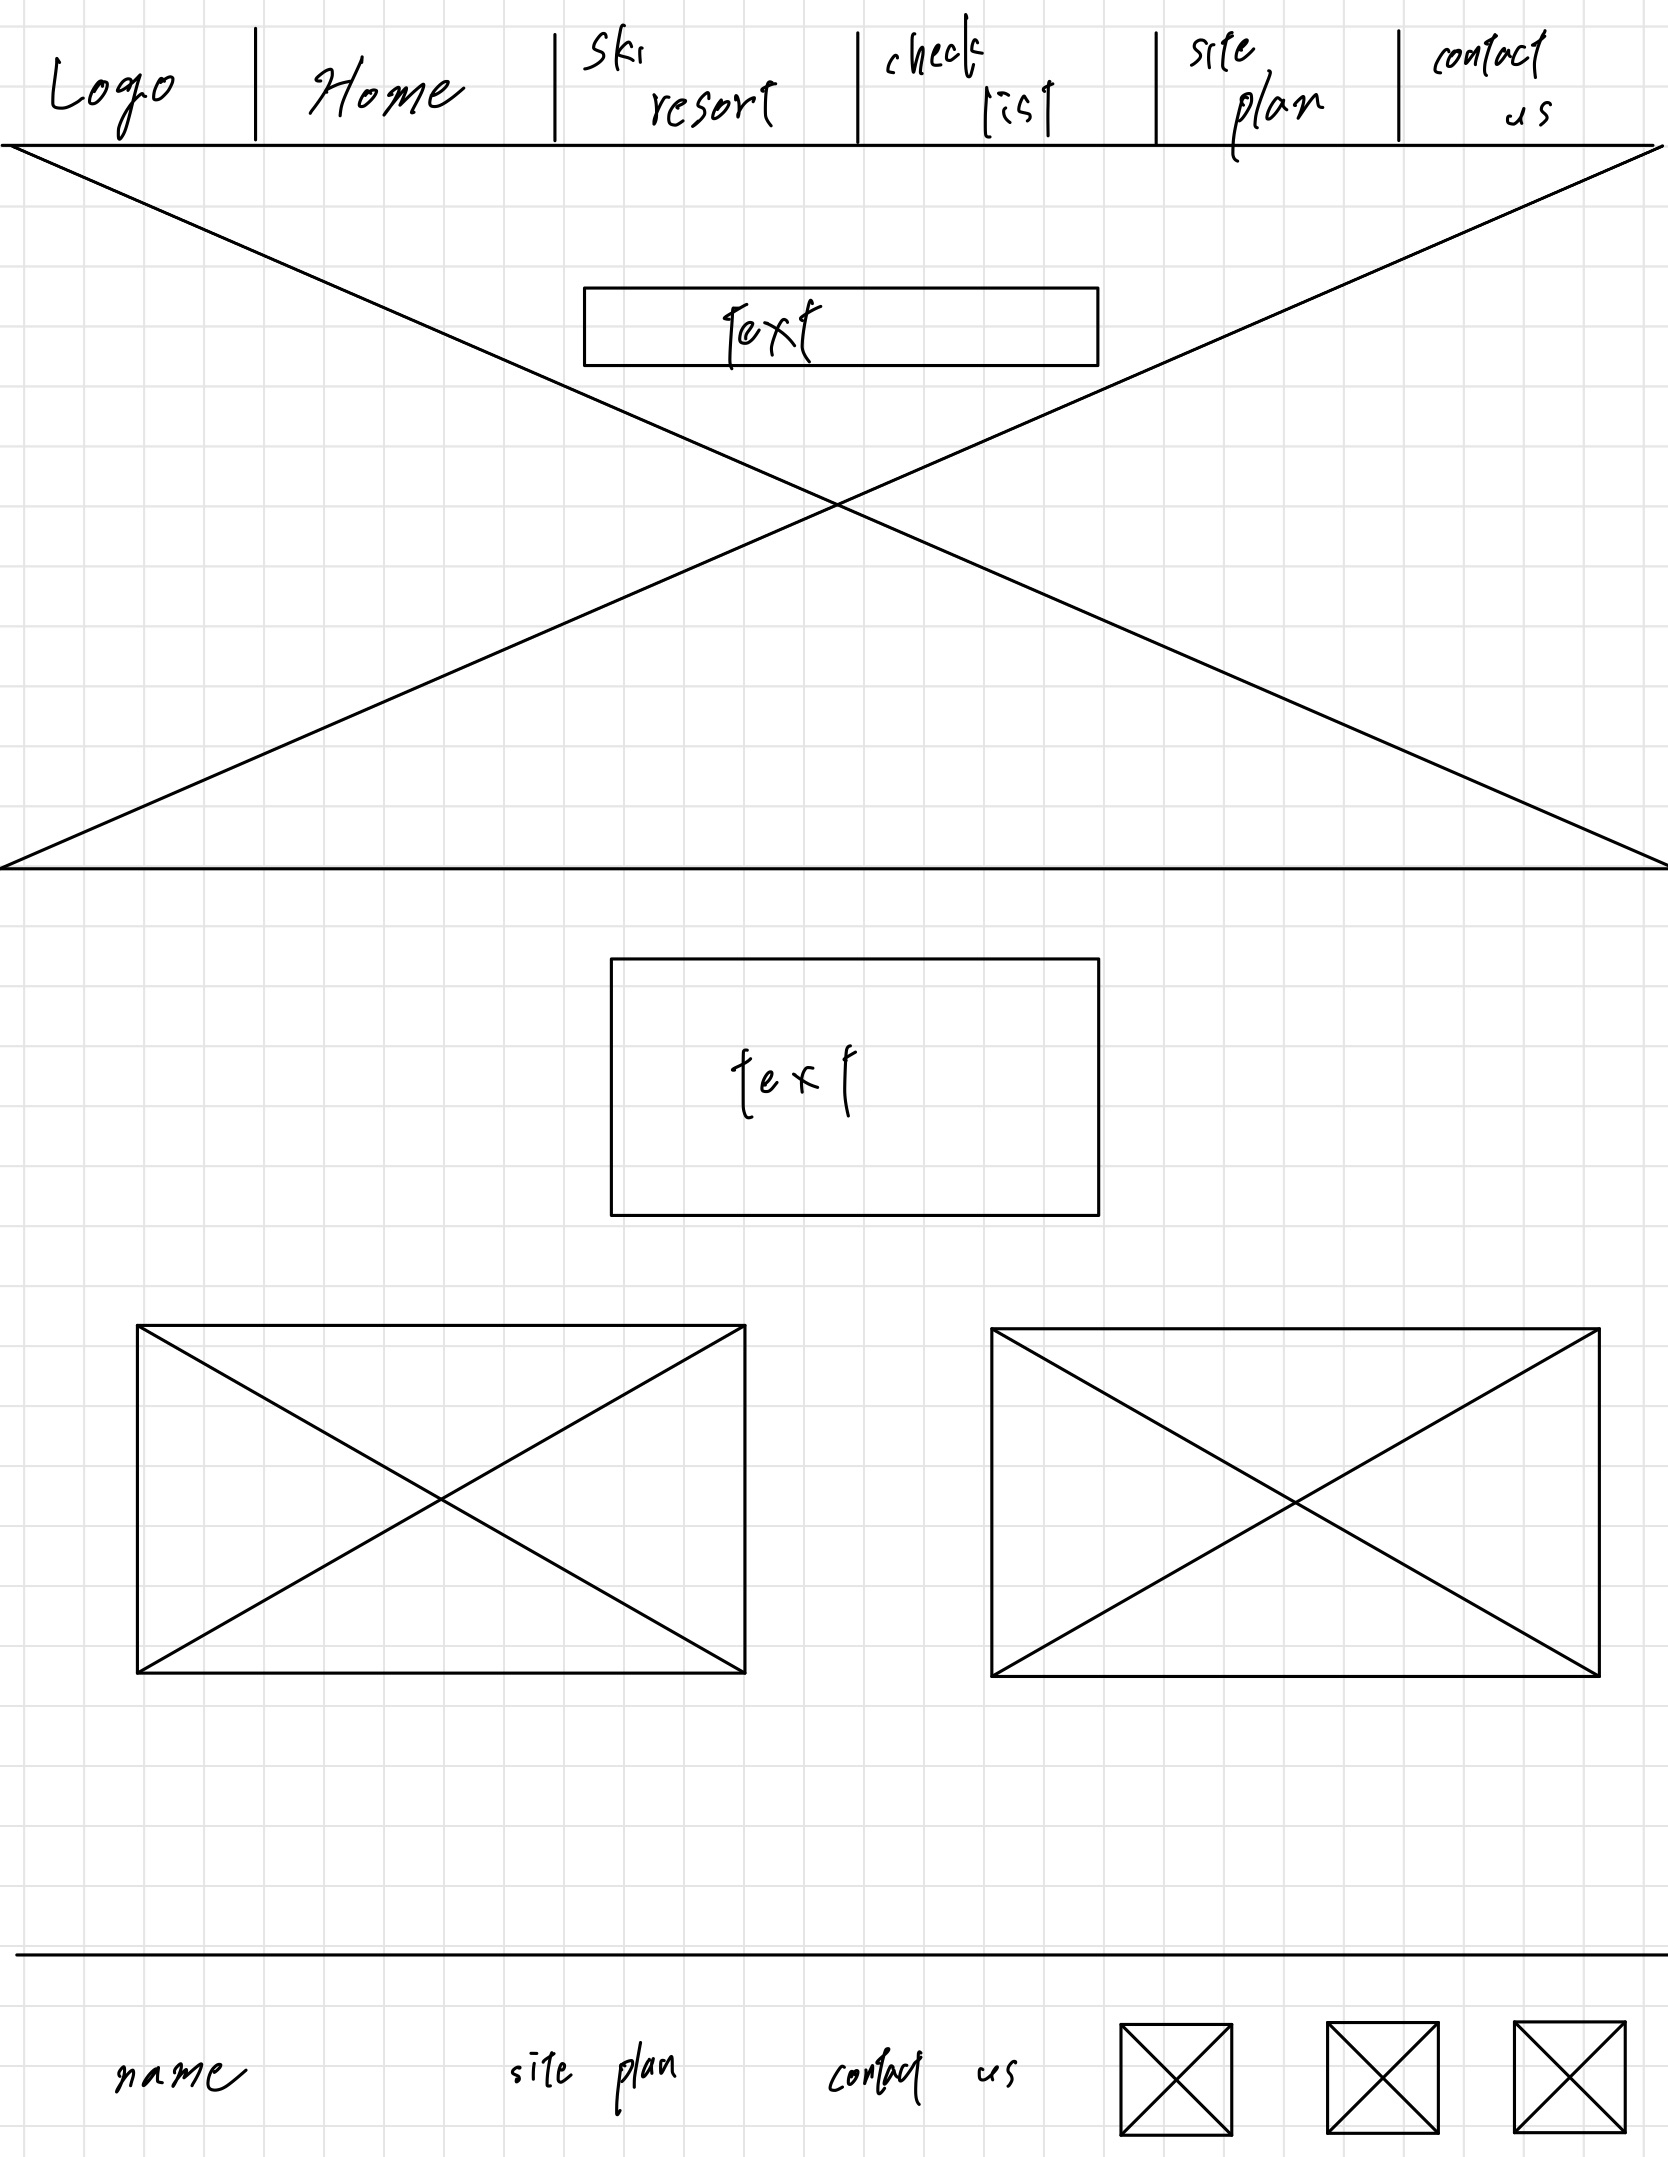 Logo
Home
Ski
resort
check
list
site
plan
contact
us
Text
text
name
site plan
contact us